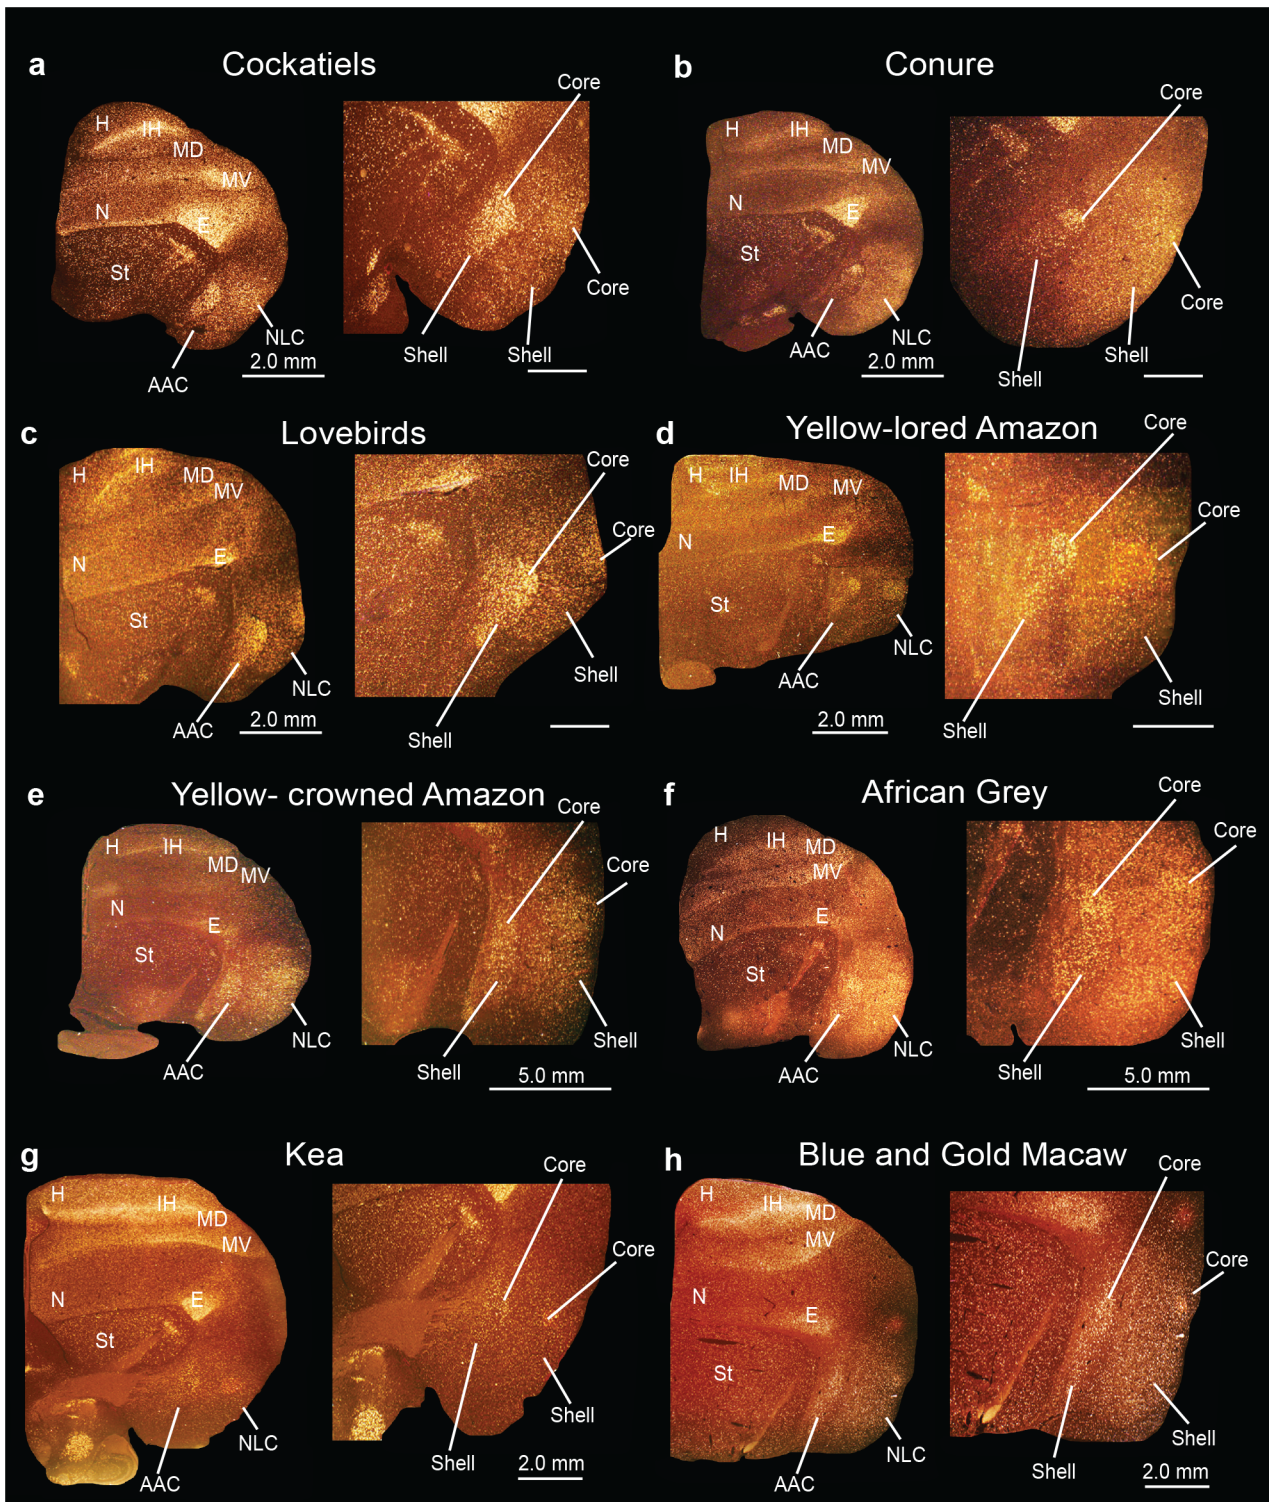 a
Cockatiels
Core
H
IH
MD
MV
N
E
St
Core
NLC
2.0 mm
Shell
Shell
AAC
b
Conure
Core
H
IH
MD
MV
N
E
St
Core
NLC
AAC
2.0 mm
Shell
Shell
c
Lovebirds
Core
H
IH
MD
MV
Core
N
E
St
Shell
NLC
2.0 mm
AAC
Shell
d
Yellow-lored Amazon
Core
H
IH
MD
MV
Core
N
E
St
NLC
AAC
Shell
2.0 mm
Shell
e
Yellow- crowned Amazon
Core
H
IH
MD
MV
Core
N
E
St
NLC
Shell
AAC
Shell
5.0 mm
f
African Grey
Core
H
IH
MD
MV
Core
E
N
St
NLC
Shell
AAC
Shell
5.0 mm
g
Kea
Core
H
IH
MD
MV
Core
N
E
St
Shell
NLC
Shell
AAC
2.0 mm
h
Blue and Gold Macaw
Core
H
IH
MD
MV
Core
N
E
St
Shell
NLC
Shell
AAC
2.0 mm